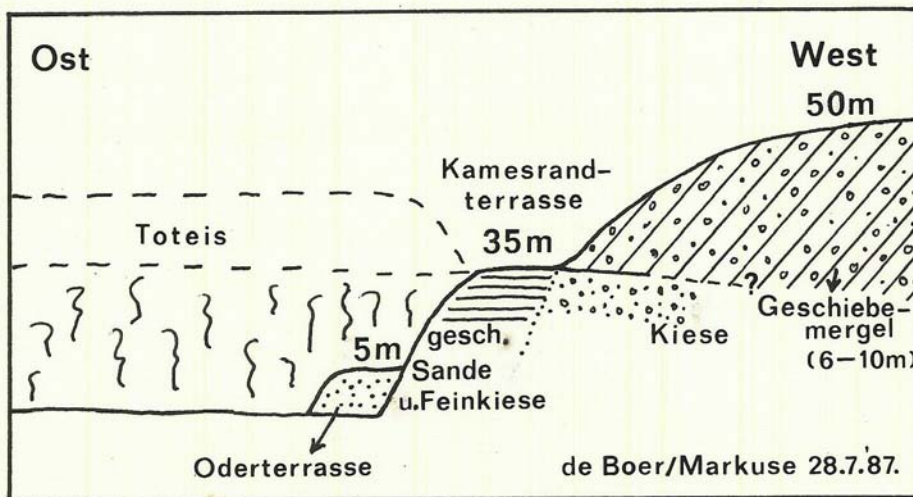 Ost
West
50m
Kamesrand-
terrasse
35m
Toteis
?
Geschiebe-
mergel
(6-10m)
Kiese
gesch.
Sande
u.Feinkiese
5m
Oderterrasse
de Boer/Markuse 28.7.'87.